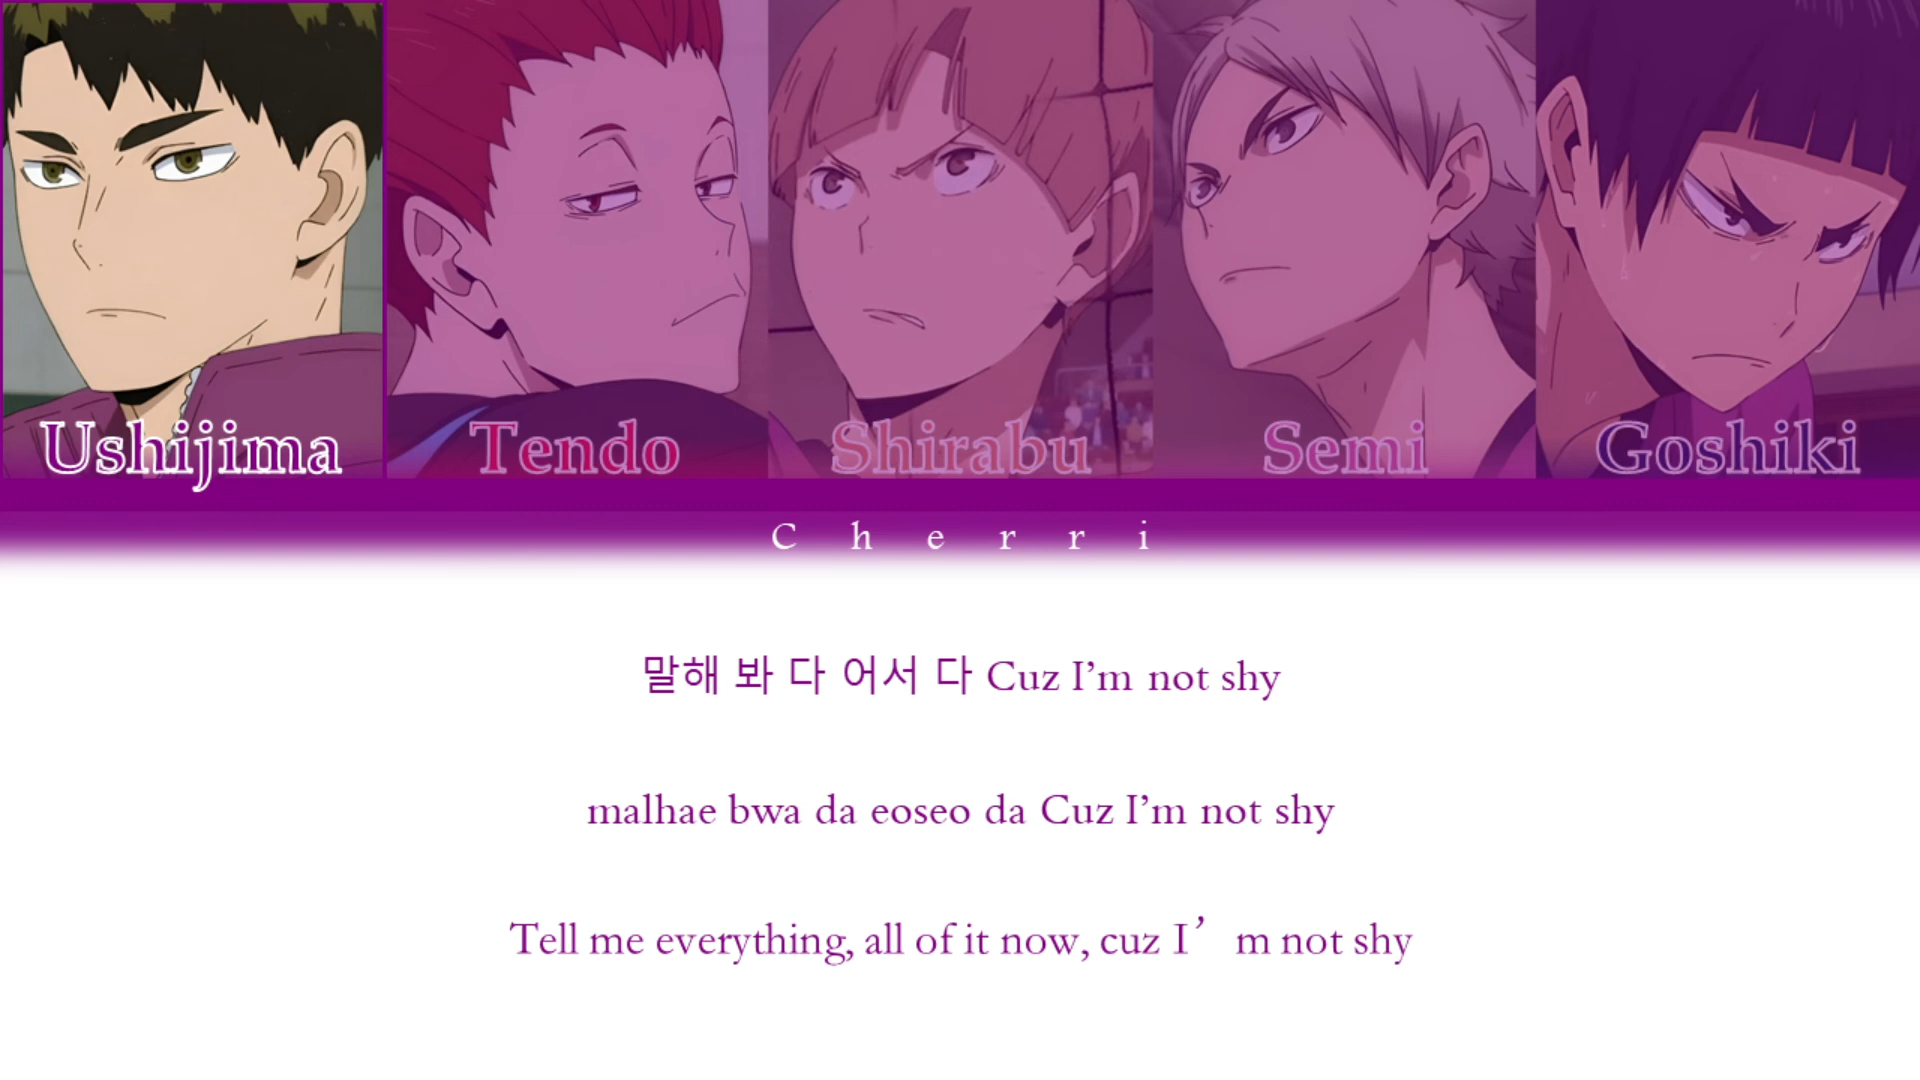 Ushijima Tendo Shirabu Semi Goshiki
Cherri
말해 봐 다 어서 다 Cuz I’m not shy
malhae bwa da eoseo da Cuz I’m not shy
Tell me everything, all of it now, cuz I’m not shy